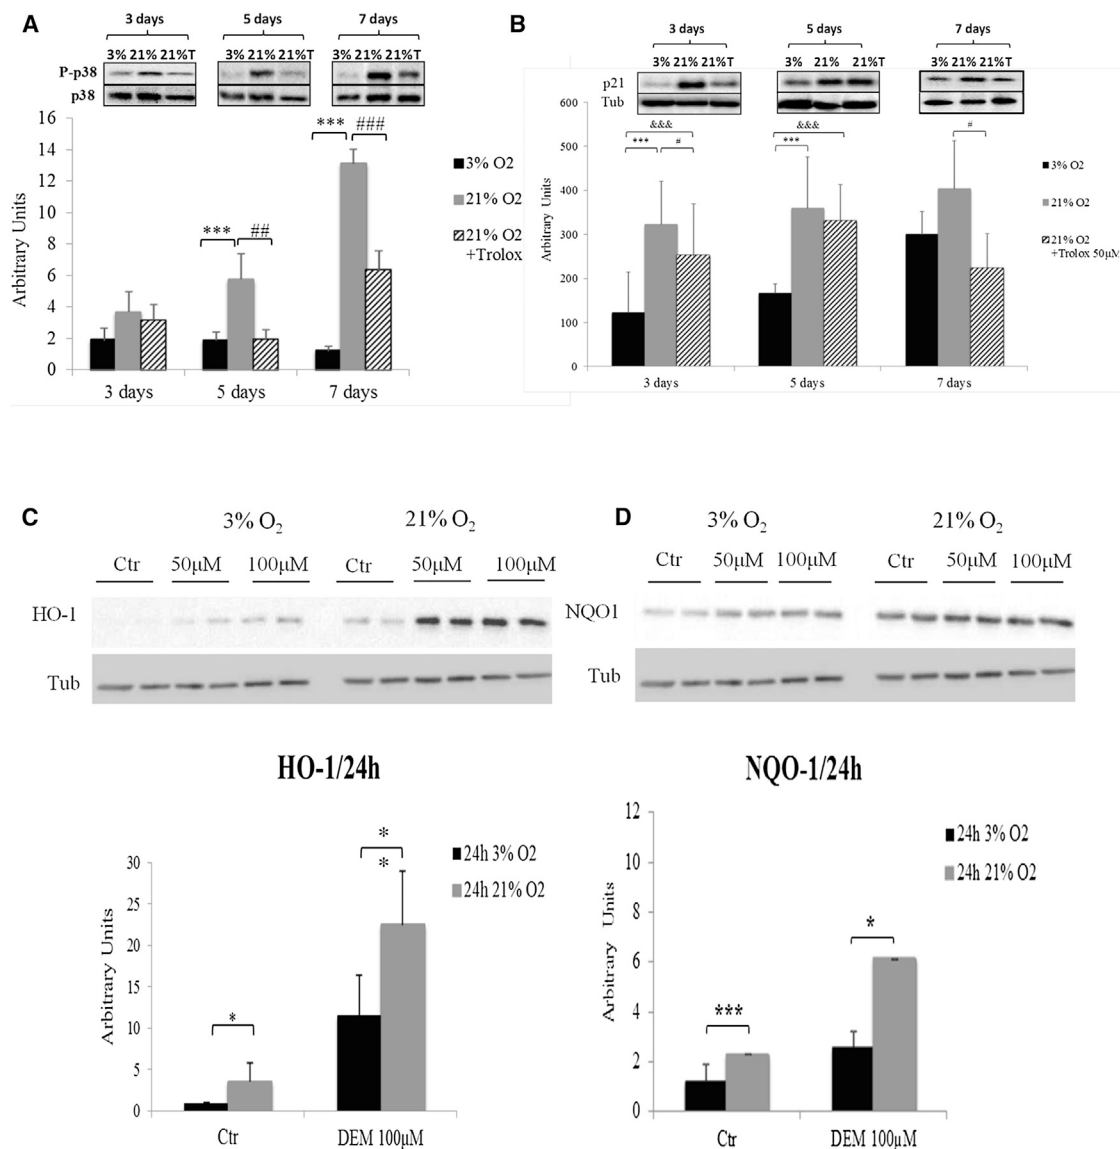 A
3 days
5 days
7 days
3% 21% 21%T
3% 21% 21%T
3% 21% 21%T
P-p38
p38
*** ###
*** ##
16
14
12
10
8
6
4
2
0
Arbitrary Units
3 days
5 days
7 days
3% O2
21% O2
21% O2
+Trolox
B
3 days
5 days
7 days
3% 21% 21%T
3% 21% 21%T
3% 21% 21%T
p21
Tub
&&&
*** #
&&&
***
#
600
500
400
300
200
100
0
Arbitrary Units
3 days
5 days
7 days
3% O2
21% O2
21% O2
+Trolox 50µM
C
3% O2
21% O2
Ctr
50µM
100µM
Ctr
50µM
100µM
HO-1
Tub
HO-1/24h
30
25
20
15
10
5
0
Arbitrary Units
*
*
*
Ctr
DEM 100µM
24h 3% O2
24h 21% O2
D
3% O2
21% O2
Ctr
50µM
100µM
Ctr
50µM
100µM
NQO1
Tub
NQO-1/24h
12
10
8
6
4
2
0
Arbitrary Units
***
*
Ctr
DEM 100µM
24h 3% O2
24h 21% O2